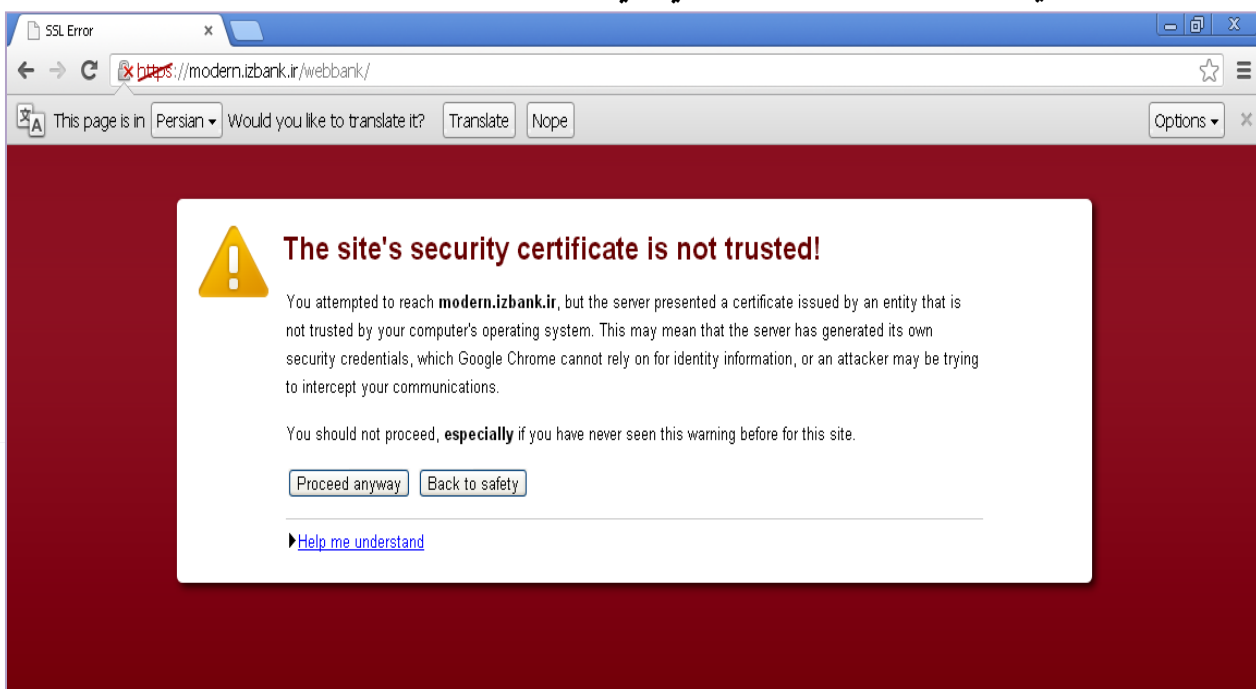 SSL Error
https://modern.izbank.ir/webbank/
This page is in Persian Would you like to translate it? Translate Nope Options
The site's security certificate is not trusted!
You attempted to reach modern.izbank.ir, but the server presented a certificate issued by an entity that is
not trusted by your computer's operating system. This may mean that the server has generated its own
security credentials, which Google Chrome cannot rely on for identity information, or an attacker may be trying
to intercept your communications.
You should not proceed, especially if you have never seen this warning before for this site.
Proceed anyway Back to safety
Help me understand